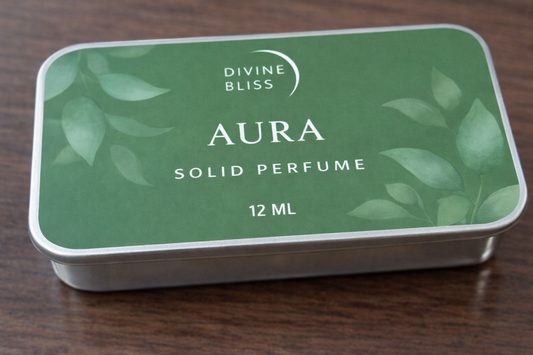 DIVINE
BLISS
AURA
SOLID PERFUME
12 ML